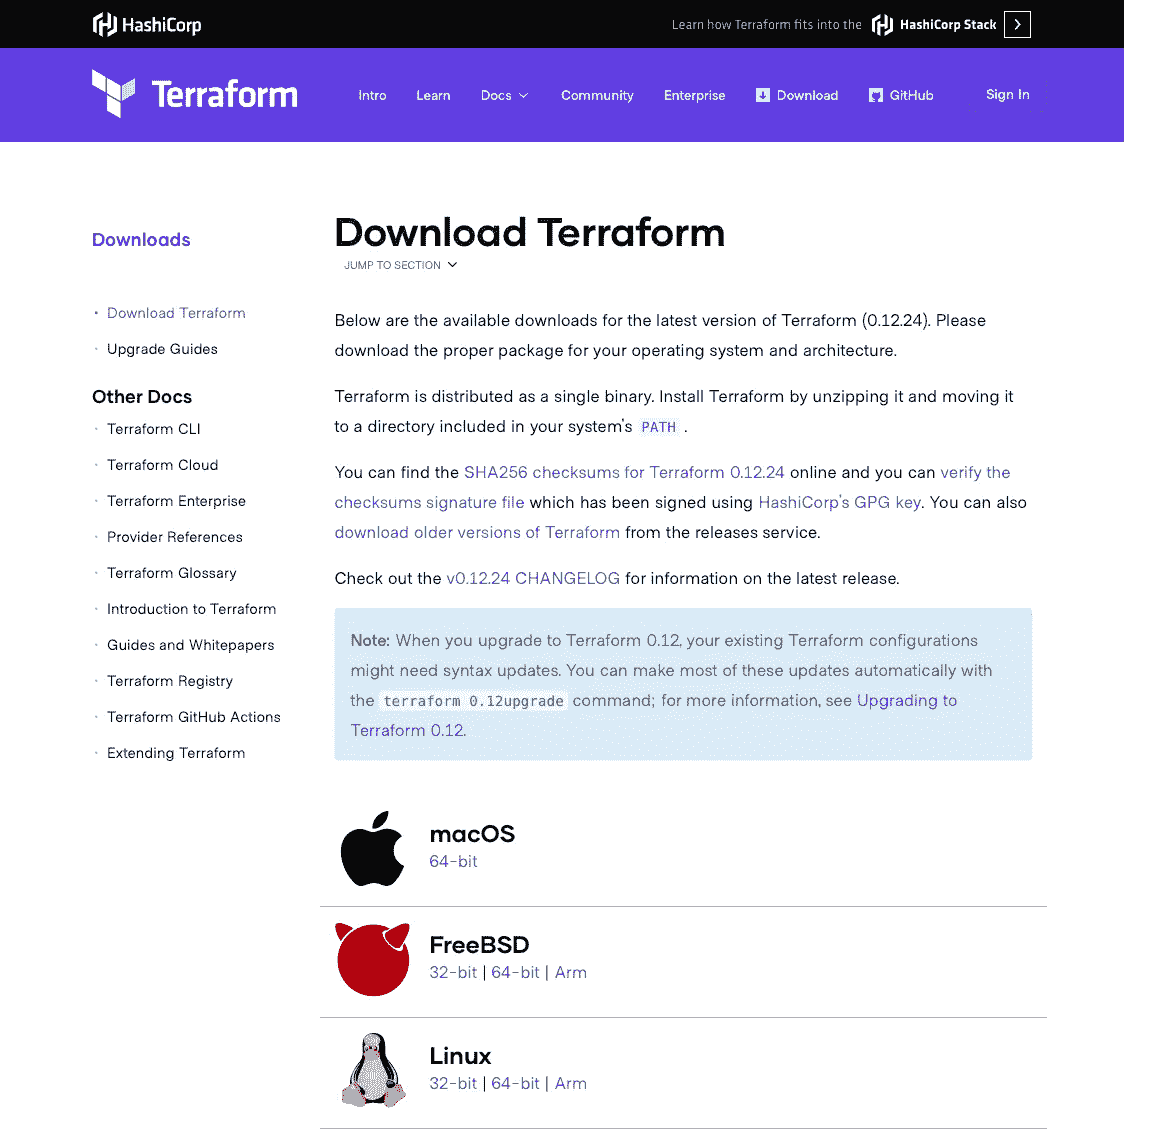 HashiCorp
Learn how Terraform fits into the HashiCorp Stack
Terraform
Intro Learn Docs Community Enterprise Download GitHub Sign In
Downloads
Download Terraform
Upgrade Guides
Other Docs
Terraform CLI
Terraform Cloud
Terraform Enterprise
Provider References
Terraform Glossary
Introduction to Terraform
Guides and Whitepapers
Terraform Registry
Terraform GitHub Actions
Extending Terraform
Download Terraform
JUMP TO SECTION
Below are the available downloads for the latest version of Terraform (0.12.24). Please
download the proper package for your operating system and architecture.
Terraform is distributed as a single binary. Install Terraform by unzipping it and moving it
to a directory included in your system's PATH .
You can find the SHA256 checksums for Terraform 0.12.24 online and you can verify the
checksums signature file which has been signed using HashiCorp's GPG key. You can also
download older versions of Terraform from the releases service.
Check out the v0.12.24 CHANGELOG for information on the latest release.
Note: When you upgrade to Terraform 0.12, your existing Terraform configurations
might need syntax updates. You can make most of these updates automatically with
the terraform 0.12upgrade command; for more information, see Upgrading to
Terraform 0.12.
macOS
64-bit
FreeBSD
32-bit | 64-bit | Arm
Linux
32-bit | 64-bit | Arm